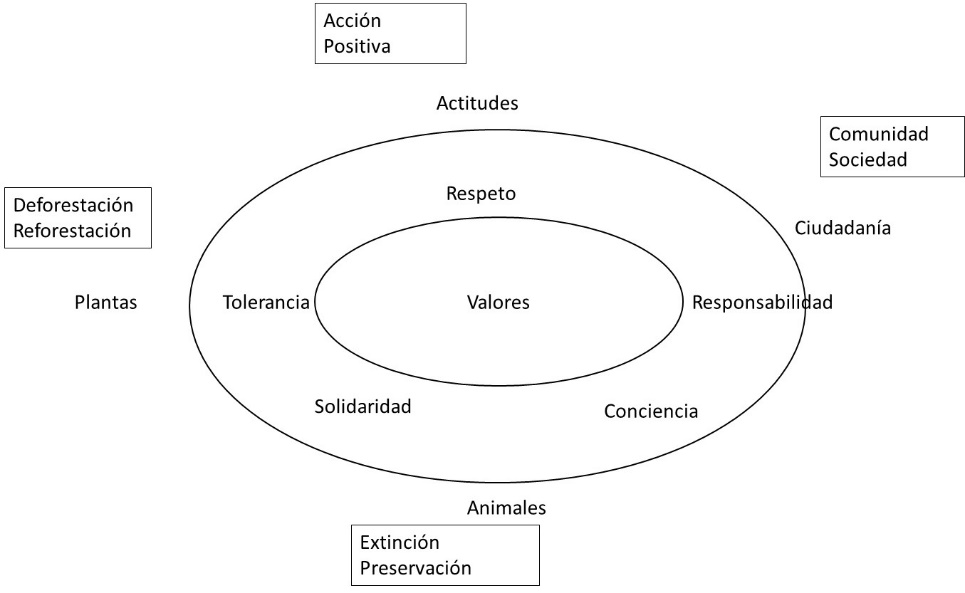 Acción
Positiva
Actitudes
Comunidad
Sociedad
Respeto
Deforestación
Reforestación
Ciudadanía
Plantas
Tolerancia
Valores
Responsabilidad
Solidaridad
Conciencia
Animales
Extinción
Preservación